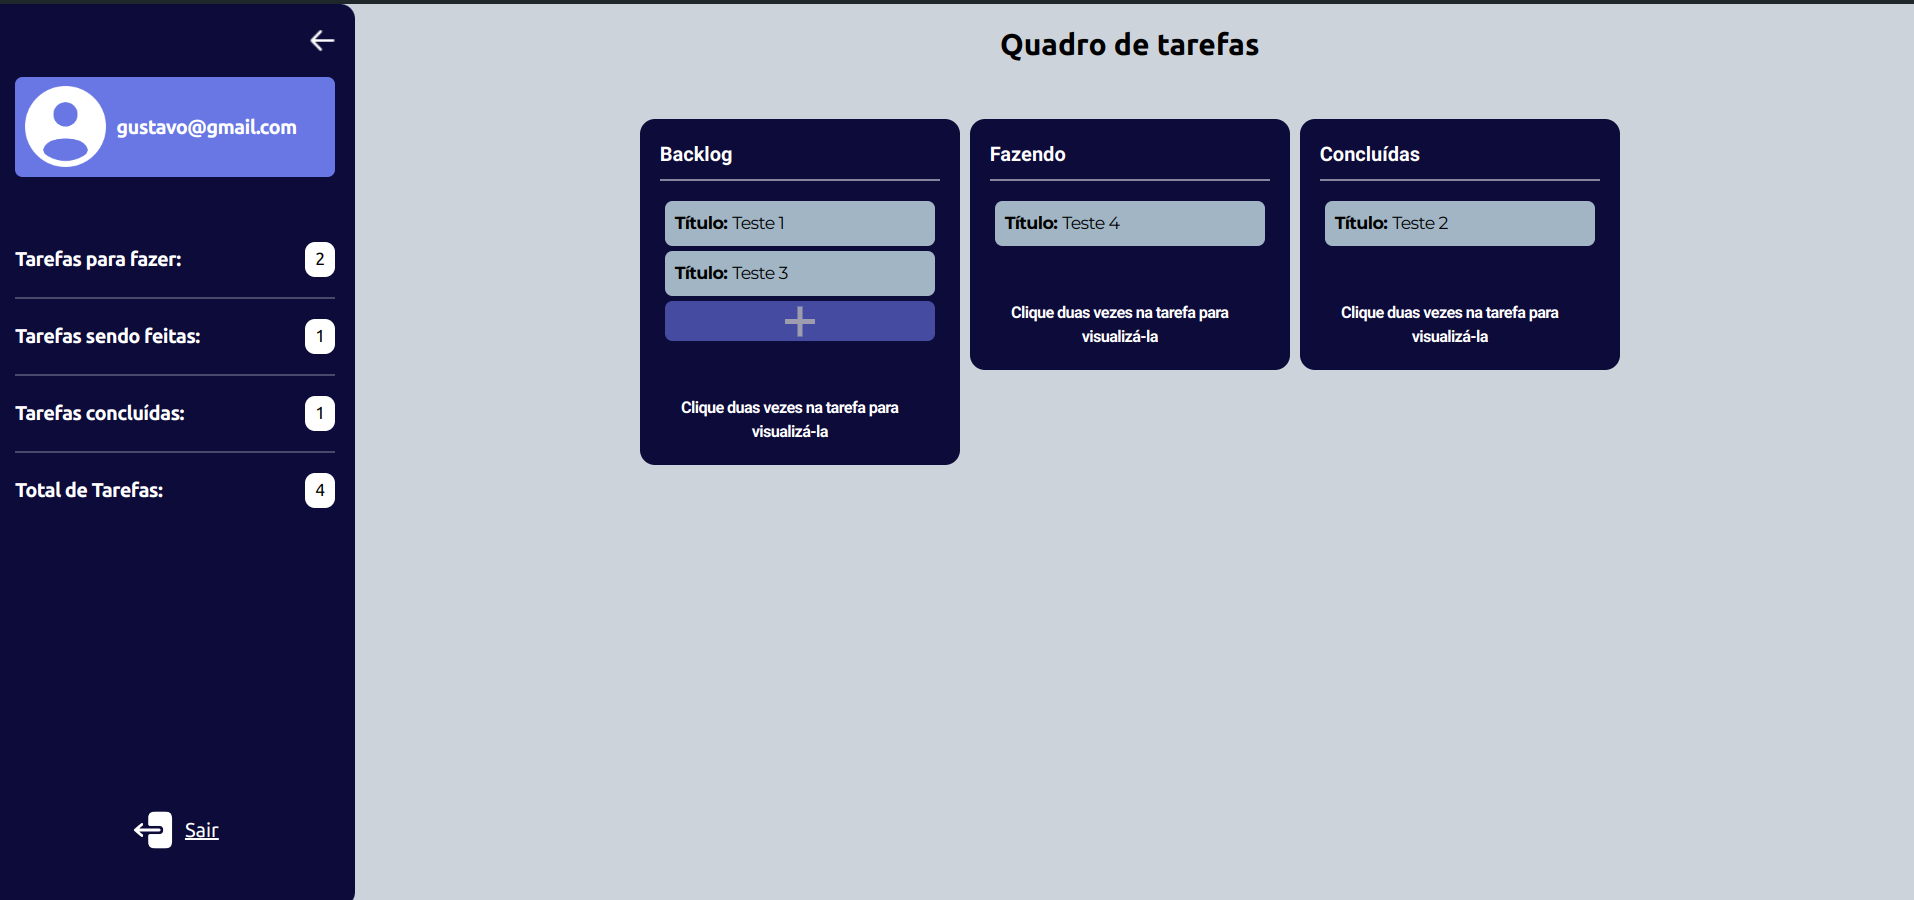 Quadro de tarefas
gustavo@gmail.com
Tarefas para fazer: 2
Tarefas sendo feitas: 1
Tarefas concluídas: 1
Total de Tarefas: 4
Sair
Backlog
Título: Teste 1
Título: Teste 3
Clique duas vezes na tarefa para
visualizá-la
Fazendo
Título: Teste 4
Clique duas vezes na tarefa para
visualizá-la
Concluídas
Título: Teste 2
Clique duas vezes na tarefa para
visualizá-la